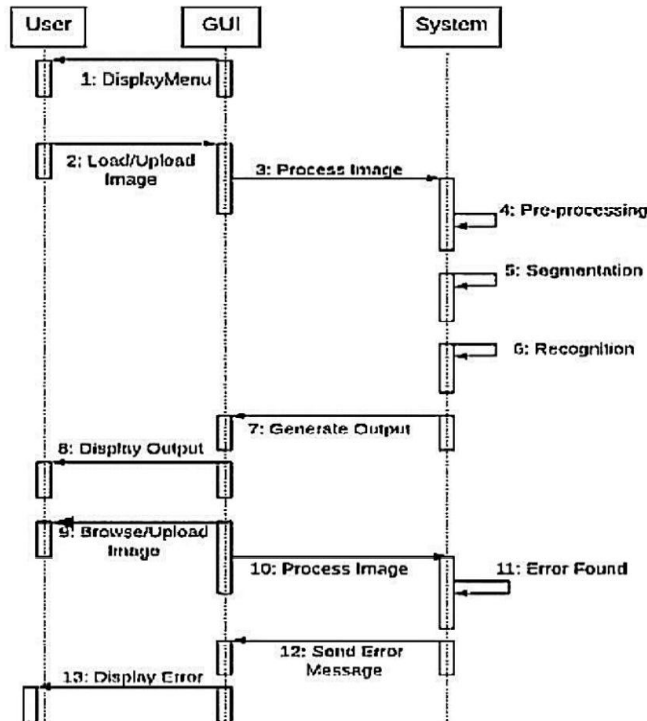 User
GUI
System
1: DisplayMenu
2: Load/Upload
Image
3: Process Image
4: Pre-processing
5: Segmentation
6: Recognition
7: Generate Output
8: Display Output
9: Browse/Upload
Image
10: Process Image
11: Error Found
12: Send Error
Message
13: Display Error